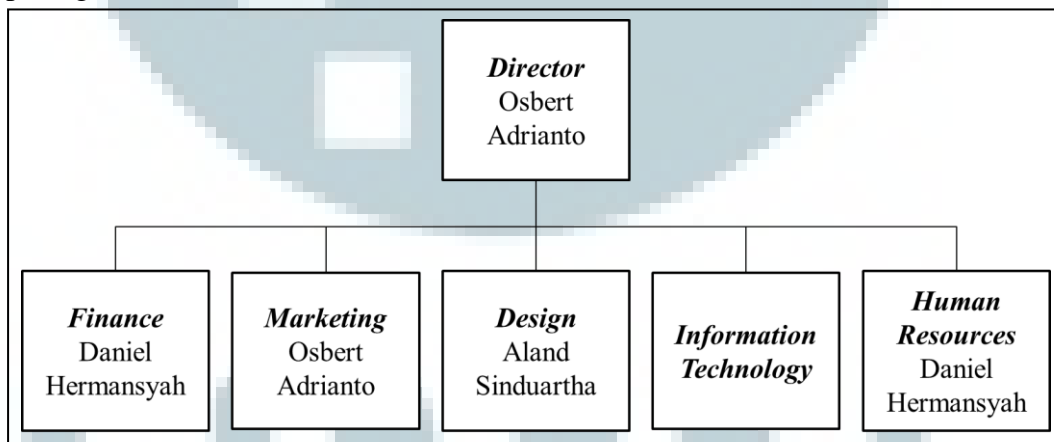 Director
Osbert
Adrianto
Finance
Daniel
Hermansyah
Marketing
Osbert
Adrianto
Design
Aland
Sinduartha
Information
Technology
Human
Resources
Daniel
Hermansyah